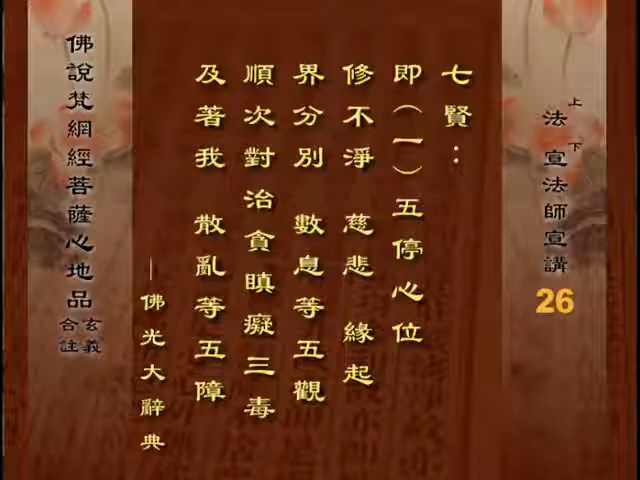 上下
法宣法師宣講
26
七賢：
即（一）五停心位
修不淨 慈悲 緣起
界分別 數息等五觀
順次對治貪瞋癡三毒
及著我 散亂等五障
—佛光大辭典
佛說梵網經菩薩心地品
玄義
合註